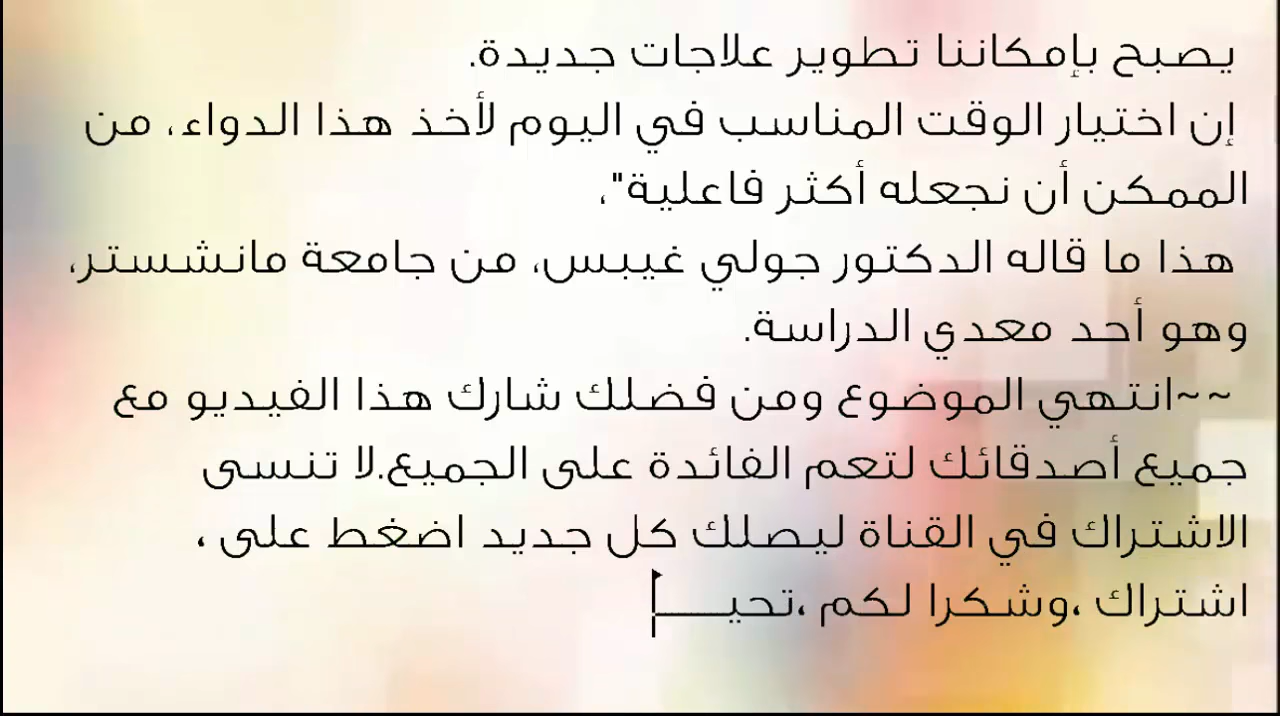 يصبح بإمكاننا تطوير علاجات جديدة.
إن اختيار الوقت المناسب في اليوم لأخذ هذا الدواء، من
الممكن أن نجعله أكثر فاعلية"،
هذا ما قاله الدكتور جولي غيبس، من جامعة مانشستر،
وهو أحد معدي الدراسة.
~~انتهي الموضوع ومن فضلك شارك هذا الفيديو مع
جميع أصدقائك لتعم الفائدة على الجميع.لا تنسى
الاشتراك في القناة ليصلك كل جديد اضغط على ،
اشتراك ،وشكرا لكم ،تحيـــــ